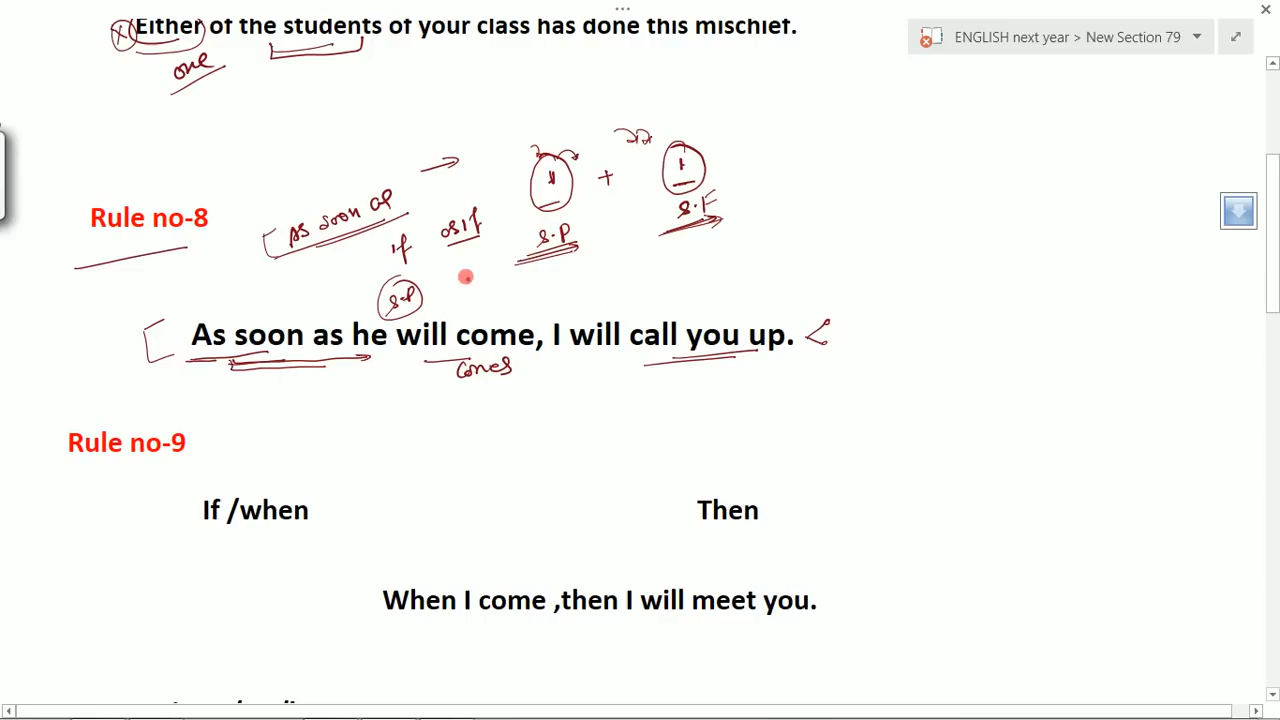 Either of the students of your class has done this mischief.
ENGLISH next year > New Section 79
one
As soon as
Rule no-8
If as if S.P + S.F
S.P
As soon as he will come, I will call you up.
comes
Rule no-9
If /when Then
When I come ,then I will meet you.